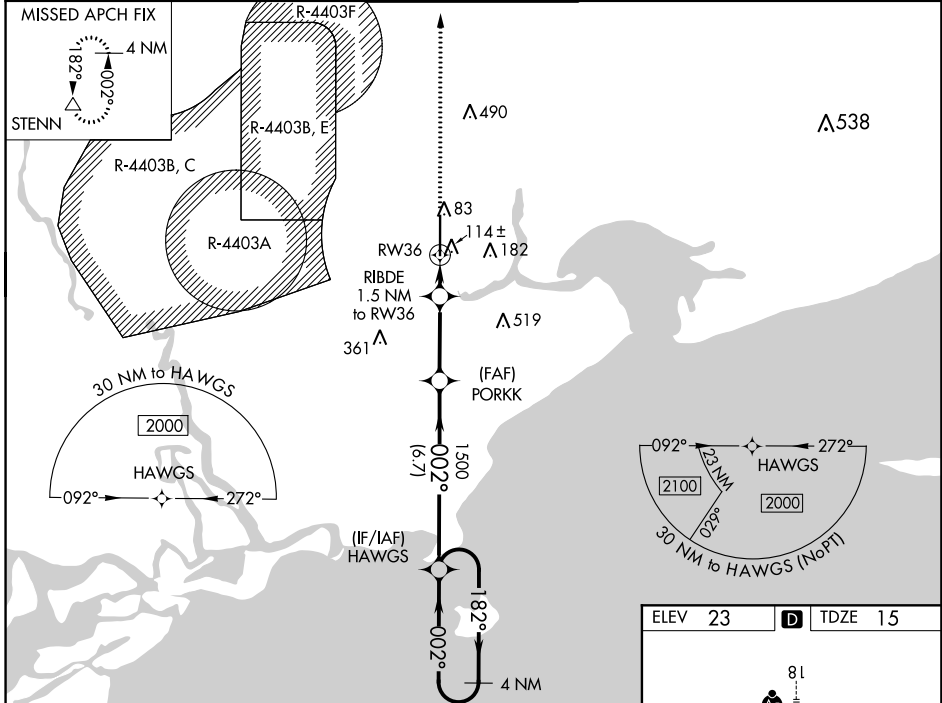 MISSED APCH FIX
4 NM
182°
002°
STENN
R-4403F
R-4403B, E
R-4403B, C
R-4403A
490
538
83
114±
182
RW36
RIBDE
1.5 NM
to RW36
519
361
(FAF)
PORKK
1500
002°
(6.7)
30 NM to HAWGS
2000
HAWGS
092°
272°
092°
272°
HAWGS
23 NM
2100
2000
029°
30 NM to HAWGS (NoPT)
(IF/IAF)
HAWGS
182°
002°
4 NM
ELEV 23
D
TDZE 15
18